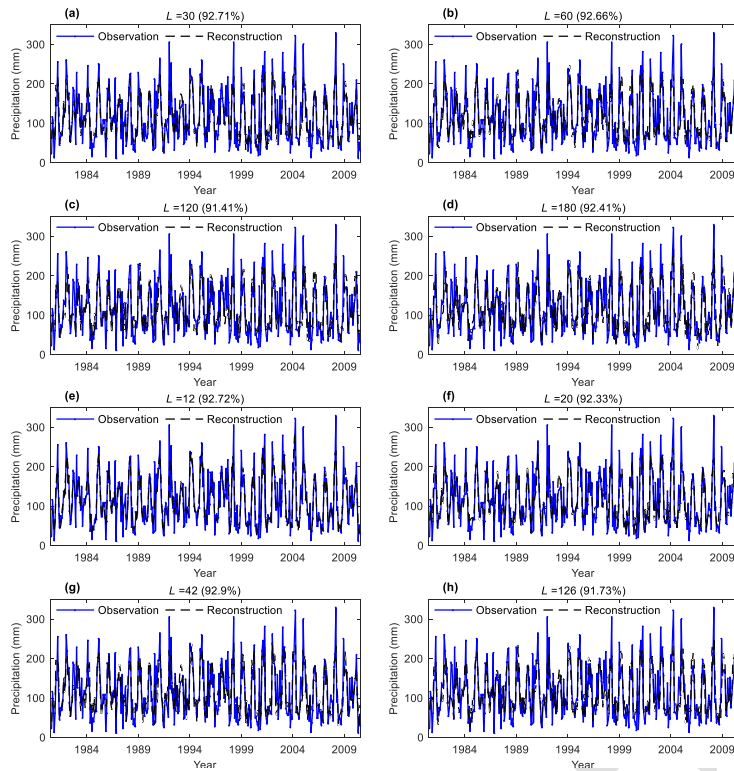 (a)
L =30 (92.71%)
Observation Reconstruction
Precipitation (mm)
300
200
100
0
1984 1989 1994 1999 2004 2009
Year
(b)
L =60 (92.66%)
Observation Reconstruction
Precipitation (mm)
300
200
100
0
1984 1989 1994 1999 2004 2009
Year
(c)
L =120 (91.41%)
Observation Reconstruction
Precipitation (mm)
300
200
100
0
1984 1989 1994 1999 2004 2009
Year
(d)
L =180 (92.41%)
Observation Reconstruction
Precipitation (mm)
300
200
100
0
1984 1989 1994 1999 2004 2009
Year
(e)
L =12 (92.72%)
Observation Reconstruction
Precipitation (mm)
300
200
100
0
1984 1989 1994 1999 2004 2009
Year
(f)
L =20 (92.33%)
Observation Reconstruction
Precipitation (mm)
300
200
100
0
1984 1989 1994 1999 2004 2009
Year
(g)
L =42 (92.9%)
Observation Reconstruction
Precipitation (mm)
300
200
100
0
1984 1989 1994 1999 2004 2009
Year
(h)
L =126 (91.73%)
Observation Reconstruction
Precipitation (mm)
300
200
100
0
1984 1989 1994 1999 2004 2009
Year